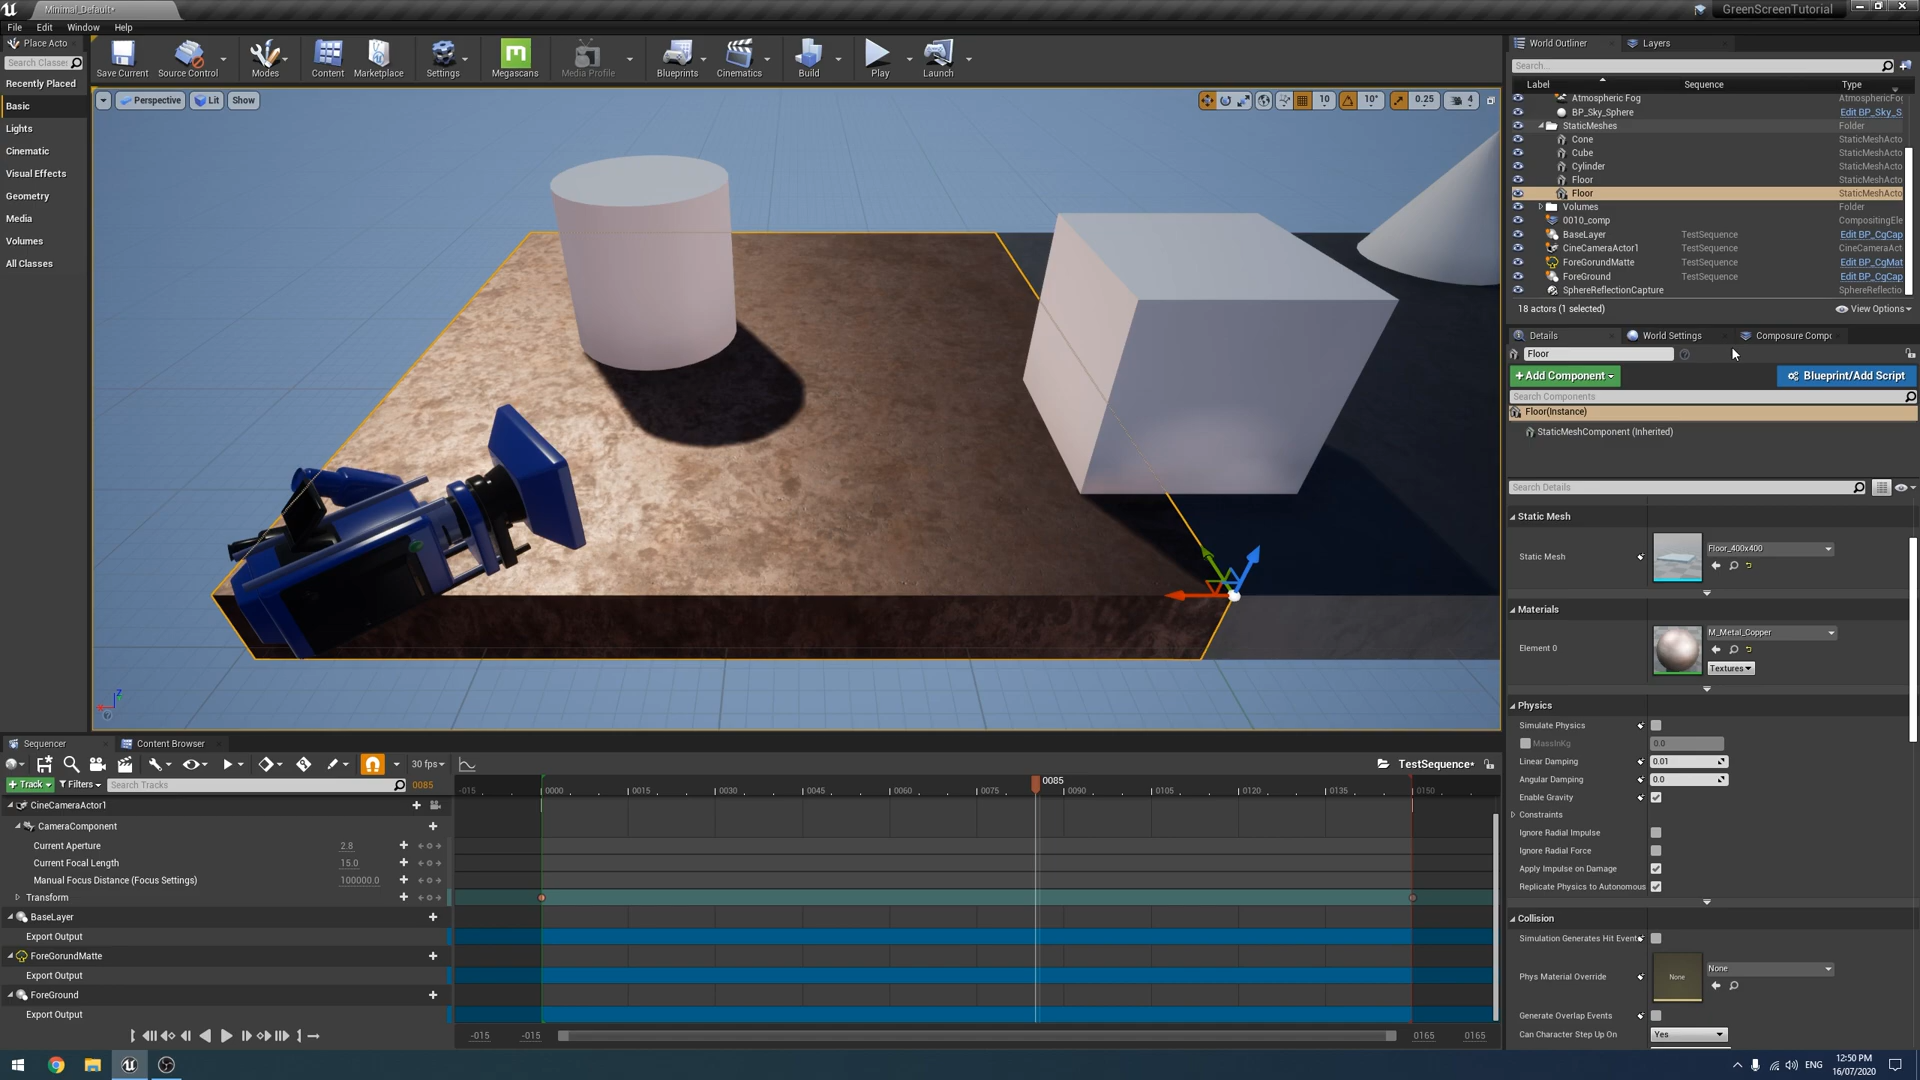 Minimal_Default*
GreenScreenTutorial
File Edit Window Help
Place Acto
Search Classes
Recently Placed
Basic
Lights
Cinematic
Visual Effects
Geometry
Media
Volumes
All Classes
Save Current
Source Control
Modes
Content
Marketplace
Settings
Megascans
Media Profile
Blueprints
Cinematics
Build
Play
Launch
Perspective
Lit
Show
10
10°
0.25
4
World Outliner
Layers
Search...
Label Sequence Type
Atmospheric Fog AtmosphericFo
BP_Sky_Sphere Edit BP_Sky_S
StaticMeshes Folder
Cone StaticMeshActo
Cube StaticMeshActo
Cylinder StaticMeshActo
Floor StaticMeshActo
Floor StaticMeshActo
Volumes Folder
0010_comp CompositingEle
BaseLayer TestSequence Edit BP_CgCap
CineCameraActor1 TestSequence CineCameraAct
ForeGorundMatte TestSequence Edit BP_CgMat
ForeGround TestSequence Edit BP_CgCap
SphereReflectionCapture SphereReflectio
18 actors (1 selected)
View Options
Details
World Settings
Composure Compo
Floor
+Add Component
Blueprint/Add Script
Search Components
Floor(Instance)
StaticMeshComponent (Inherited)
Search Details
Static Mesh
Static Mesh
Floor_400x400
Materials
Element 0
M_Metal_Copper
Textures
Physics
Simulate Physics
MassInKg 0.0
Linear Damping 0.01
Angular Damping 0.0
Enable Gravity
Constraints
Ignore Radial Impulse
Ignore Radial Force
Apply Impulse on Damage
Replicate Physics to Autonomous
Collision
Simulation Generates Hit Events
Phys Material Override
None
None
Generate Overlap Events
Can Character Step Up On Yes
Sequencer
Content Browser
30 fps
TestSequence*
+ Track
Filters
Search Tracks
0085
-015 0000 0015 0030 0045 0060 0075 0085 0090 0105 0120 0135 0150
CineCameraActor1
CameraComponent
Current Aperture 2.8
Current Focal Length 15.0
Manual Focus Distance (Focus Settings) 100000.0
Transform
BaseLayer
Export Output
ForeGorundMatte
Export Output
ForeGround
Export Output
-015 -015 0165 0165
ENG
12:50 PM
16/07/2020